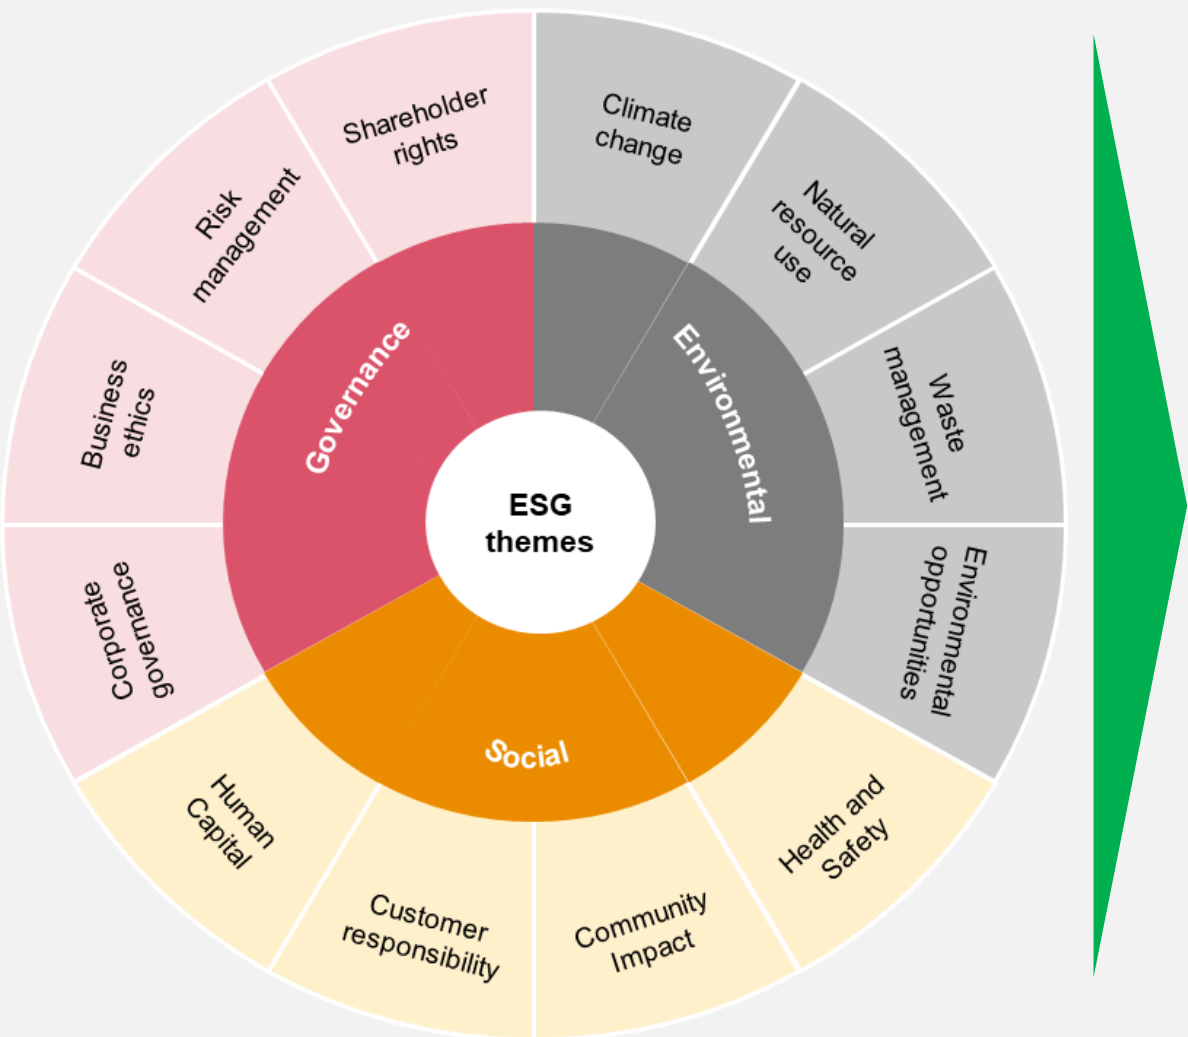 ESG
themes
Environmental
Climate
change
Natural
resource
use
Waste
management
Environmental
opportunities
Social
Health and
Safety
Community
Impact
Customer
responsibility
Human
Capital
Governance
Corporate
governance
Business
ethics
Risk
management
Shareholder
rights